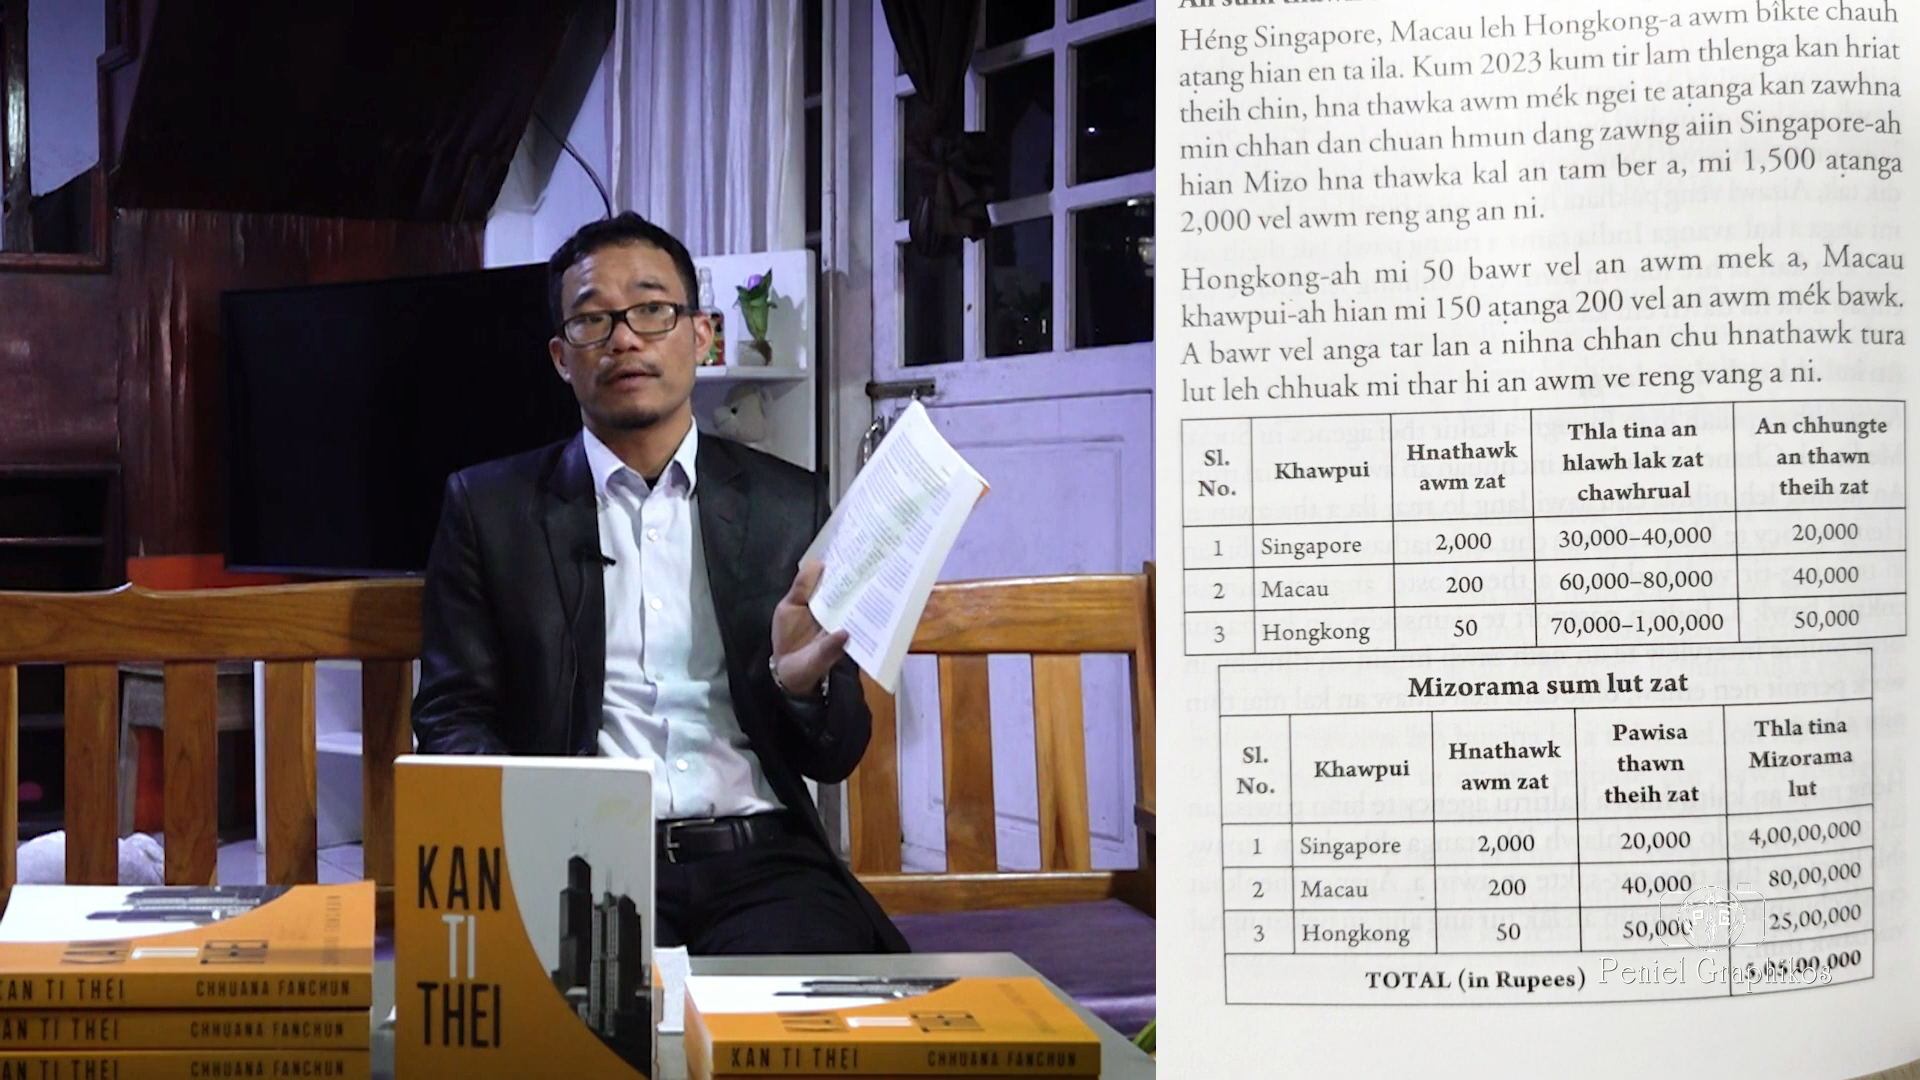 KAN
TI
THEI
KAN TI THEI CHHUANA FANCHUN
KAN TI THEI CHHUANA FANCHUN
KAN TI THEI CHHUANA FANCHUN
KAN TI THEI CHHUANA FANCHUN
Héng Singapore, Macau leh Hongkong-a awm bîkte chauh
aṭang hian en ta ila. Kum 2023 kum tir lam thlenga kan hriat
theih chin, hna thawka awm mék ngei te aṭanga kan zawhna
min chhan dan chuan hmun dang zawng aiin Singapore-ah
hian Mizo hna thawka kal an tam ber a, mi 1,500 aṭanga
2,000 vel awm reng ang an ni.
Hongkong-ah mi 50 bawr vel an awm mek a, Macau
khawpui-ah hian mi 150 aṭanga 200 vel an awm mék bawk.
A bawr vel anga tar lan a nihna chhan chu hnathawk tura
lut leh chhuak mi thar hi an awm ve reng vang a ni.
Sl. No. Khawpui Hnathawk awm zat Thla tina an hlawh lak zat chawhrual An chhungte an thawn theih zat
1 Singapore 2,000 30,000–40,000 20,000
2 Macau 200 60,000–80,000 40,000
3 Hongkong 50 70,000–1,00,000 50,000
Mizorama sum lut zat
Sl. No. Khawpui Hnathawk awm zat Pawisa thawn theih zat Thla tina Mizorama lut
1 Singapore 2,000 20,000 4,00,00,000
2 Macau 200 40,000 80,00,000
3 Hongkong 50 50,000 25,00,000
TOTAL (in Rupees) 5,05,00,000
PG
Peniel Graphikos